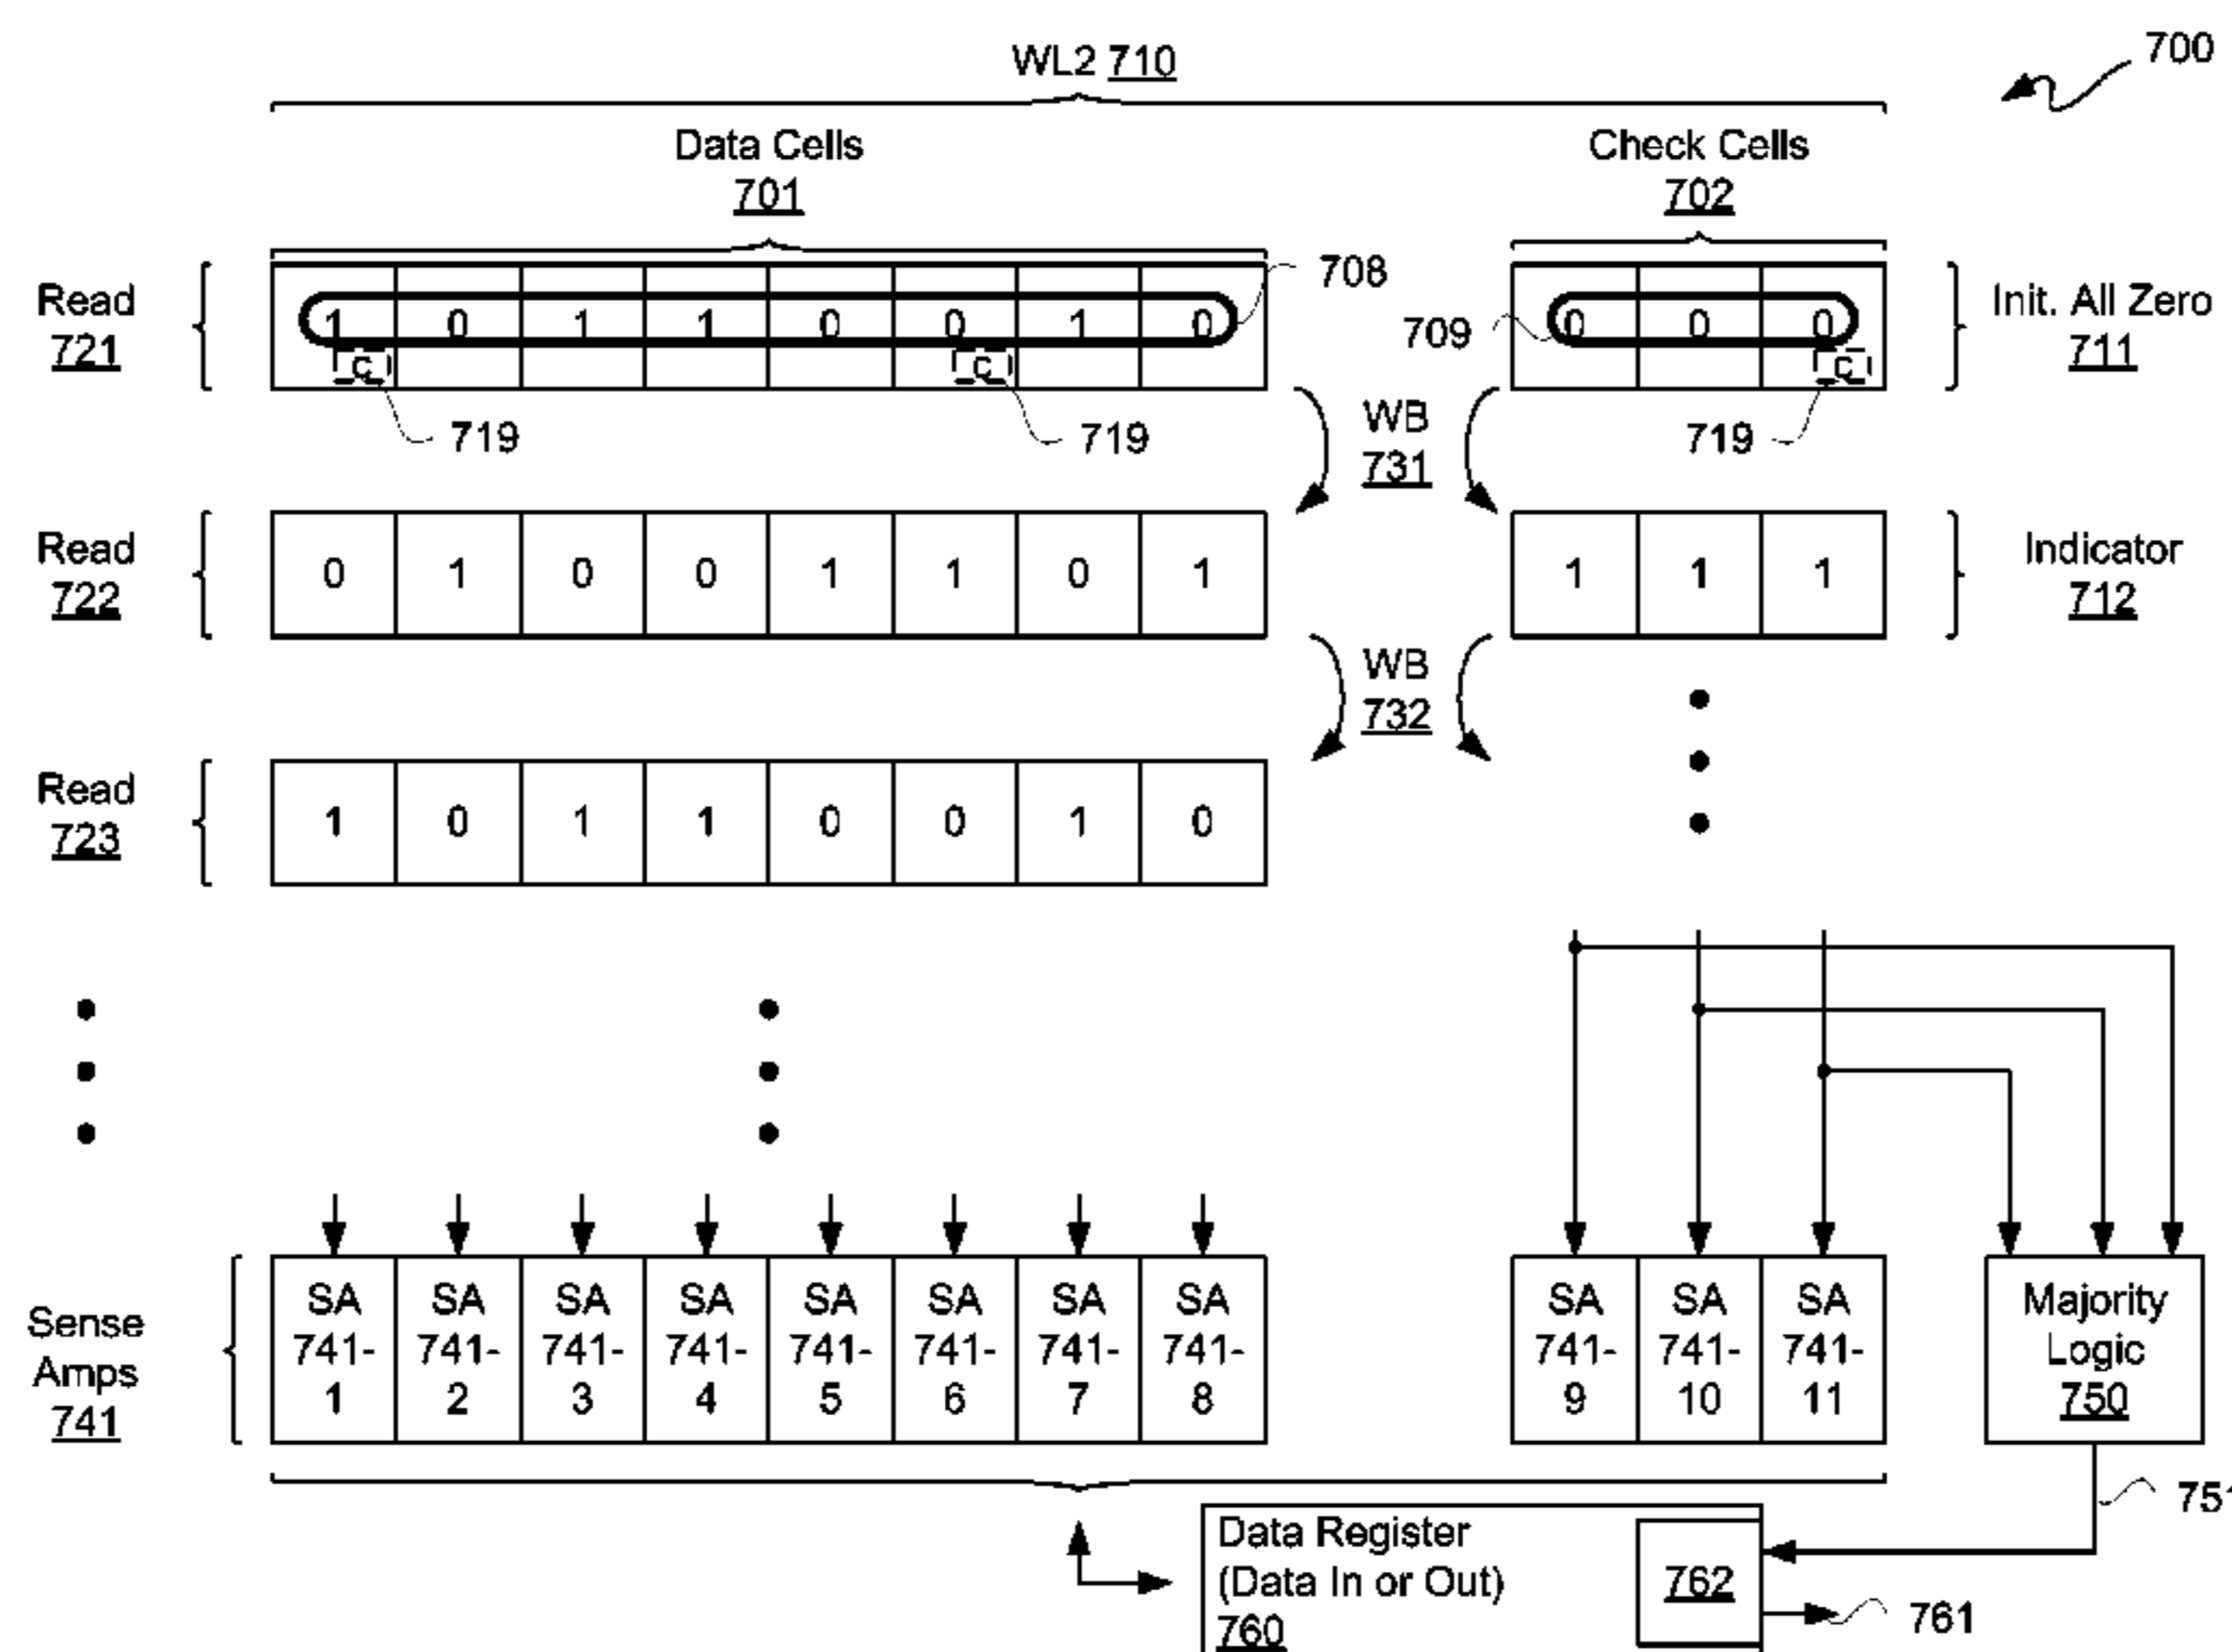 700
WL2 710
Data Cells
701
Check Cells
702
Read
721
1 0 1 1 0 0 1 0
708
709
0 0 0
Init. All Zero
711
C
C
C
719
719
WB
731
719
Read
722
0 1 0 0 1 1 0 1
1 1 1
Indicator
712
WB
732
Read
723
1 0 1 1 0 0 1 0
Sense
Amps
741
SA
741-
1
SA
741-
2
SA
741-
3
SA
741-
4
SA
741-
5
SA
741-
6
SA
741-
7
SA
741-
8
SA
741-
9
SA
741-
10
SA
741-
11
Majority
Logic
750
751
Data Register
(Data In or Out)
760
762
761